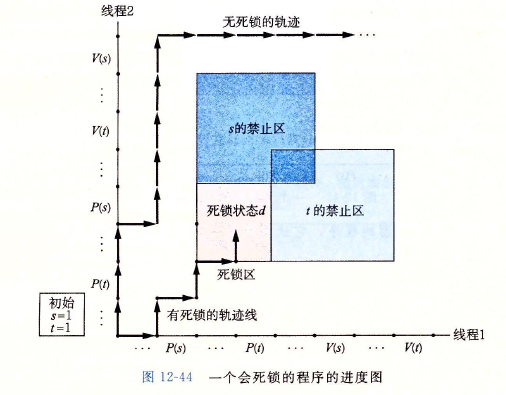 线程2
无死锁的轨迹
V(s)
⋮
s的禁止区
V(t)
⋮
P(s)
死锁状态d
t 的禁止区
⋮
死锁区
P(t)
初始
s=1
t=1
⋮
有死锁的轨迹线
线程1
… P(s) … P(t) … V(s) … V(t)
图 12-44 一个会死锁的程序的进度图